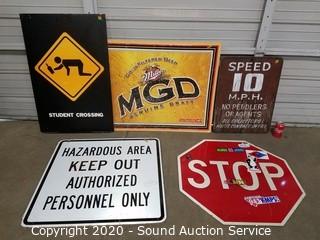 STUDENT CROSSING
Miller
MGD
GENUINE DRAFT
SPEED
10
M.P.H.
NO PEDDLERS
OR AGENTS
HAZARDOUS AREA
KEEP OUT
AUTHORIZED
PERSONNEL ONLY
STOP
Copyright 2020 - Sound Auction Service